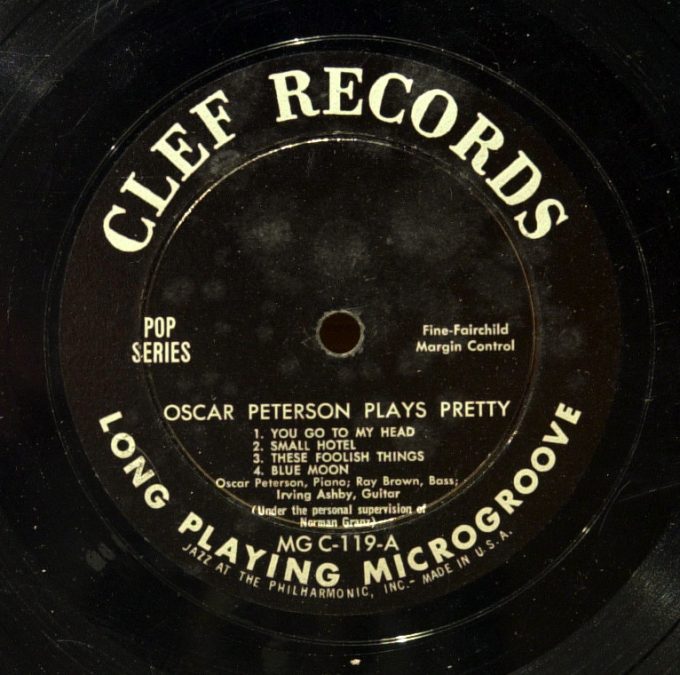 CLEF RECORDS
POP
SERIES
Fine-Fairchild
Margin Control
OSCAR PETERSON PLAYS PRETTY
1. YOU GO TO MY HEAD
2. SMALL HOTEL
3. THESE FOOLISH THINGS
4. BLUE MOON
Oscar Peterson, Piano; Ray Brown, Bass;
Irving Ashby, Guitar
(Under the personal supervision of
Norman Granz)
MG C-119-A
LONG PLAYING MICROGROOVE
JAZZ AT THE PHILHARMONIC, INC.- MADE IN U.S.A.